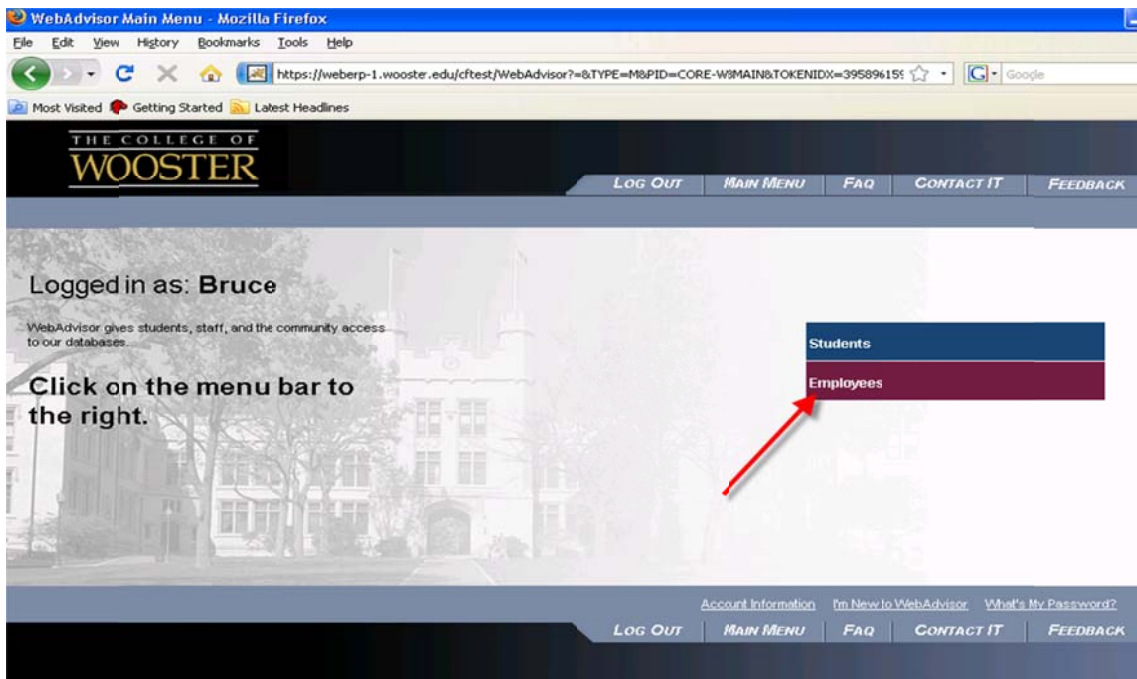 WebAdvisor Main Menu - Mozilla Firefox
File Edit View History Bookmarks Tools Help
https://weberp-1.wooster.edu/cftest/WebAdvisor?=&TYPE=M&PID=CORE-WBMAIN&TOKENIDX=395896159 Google
Most Visited Getting Started Latest Headlines
THE COLLEGE OF
WOOSTER
LOG OUT MAIN MENU FAQ CONTACT IT FEEDBACK
Logged in as: Bruce
WebAdvisor gives students, staff, and the community access
to our databases.
Click on the menu bar to
the right.
Students
Employees
Account Information I'm New to WebAdvisor What's My Password?
LOG OUT MAIN MENU FAQ CONTACT IT FEEDBACK